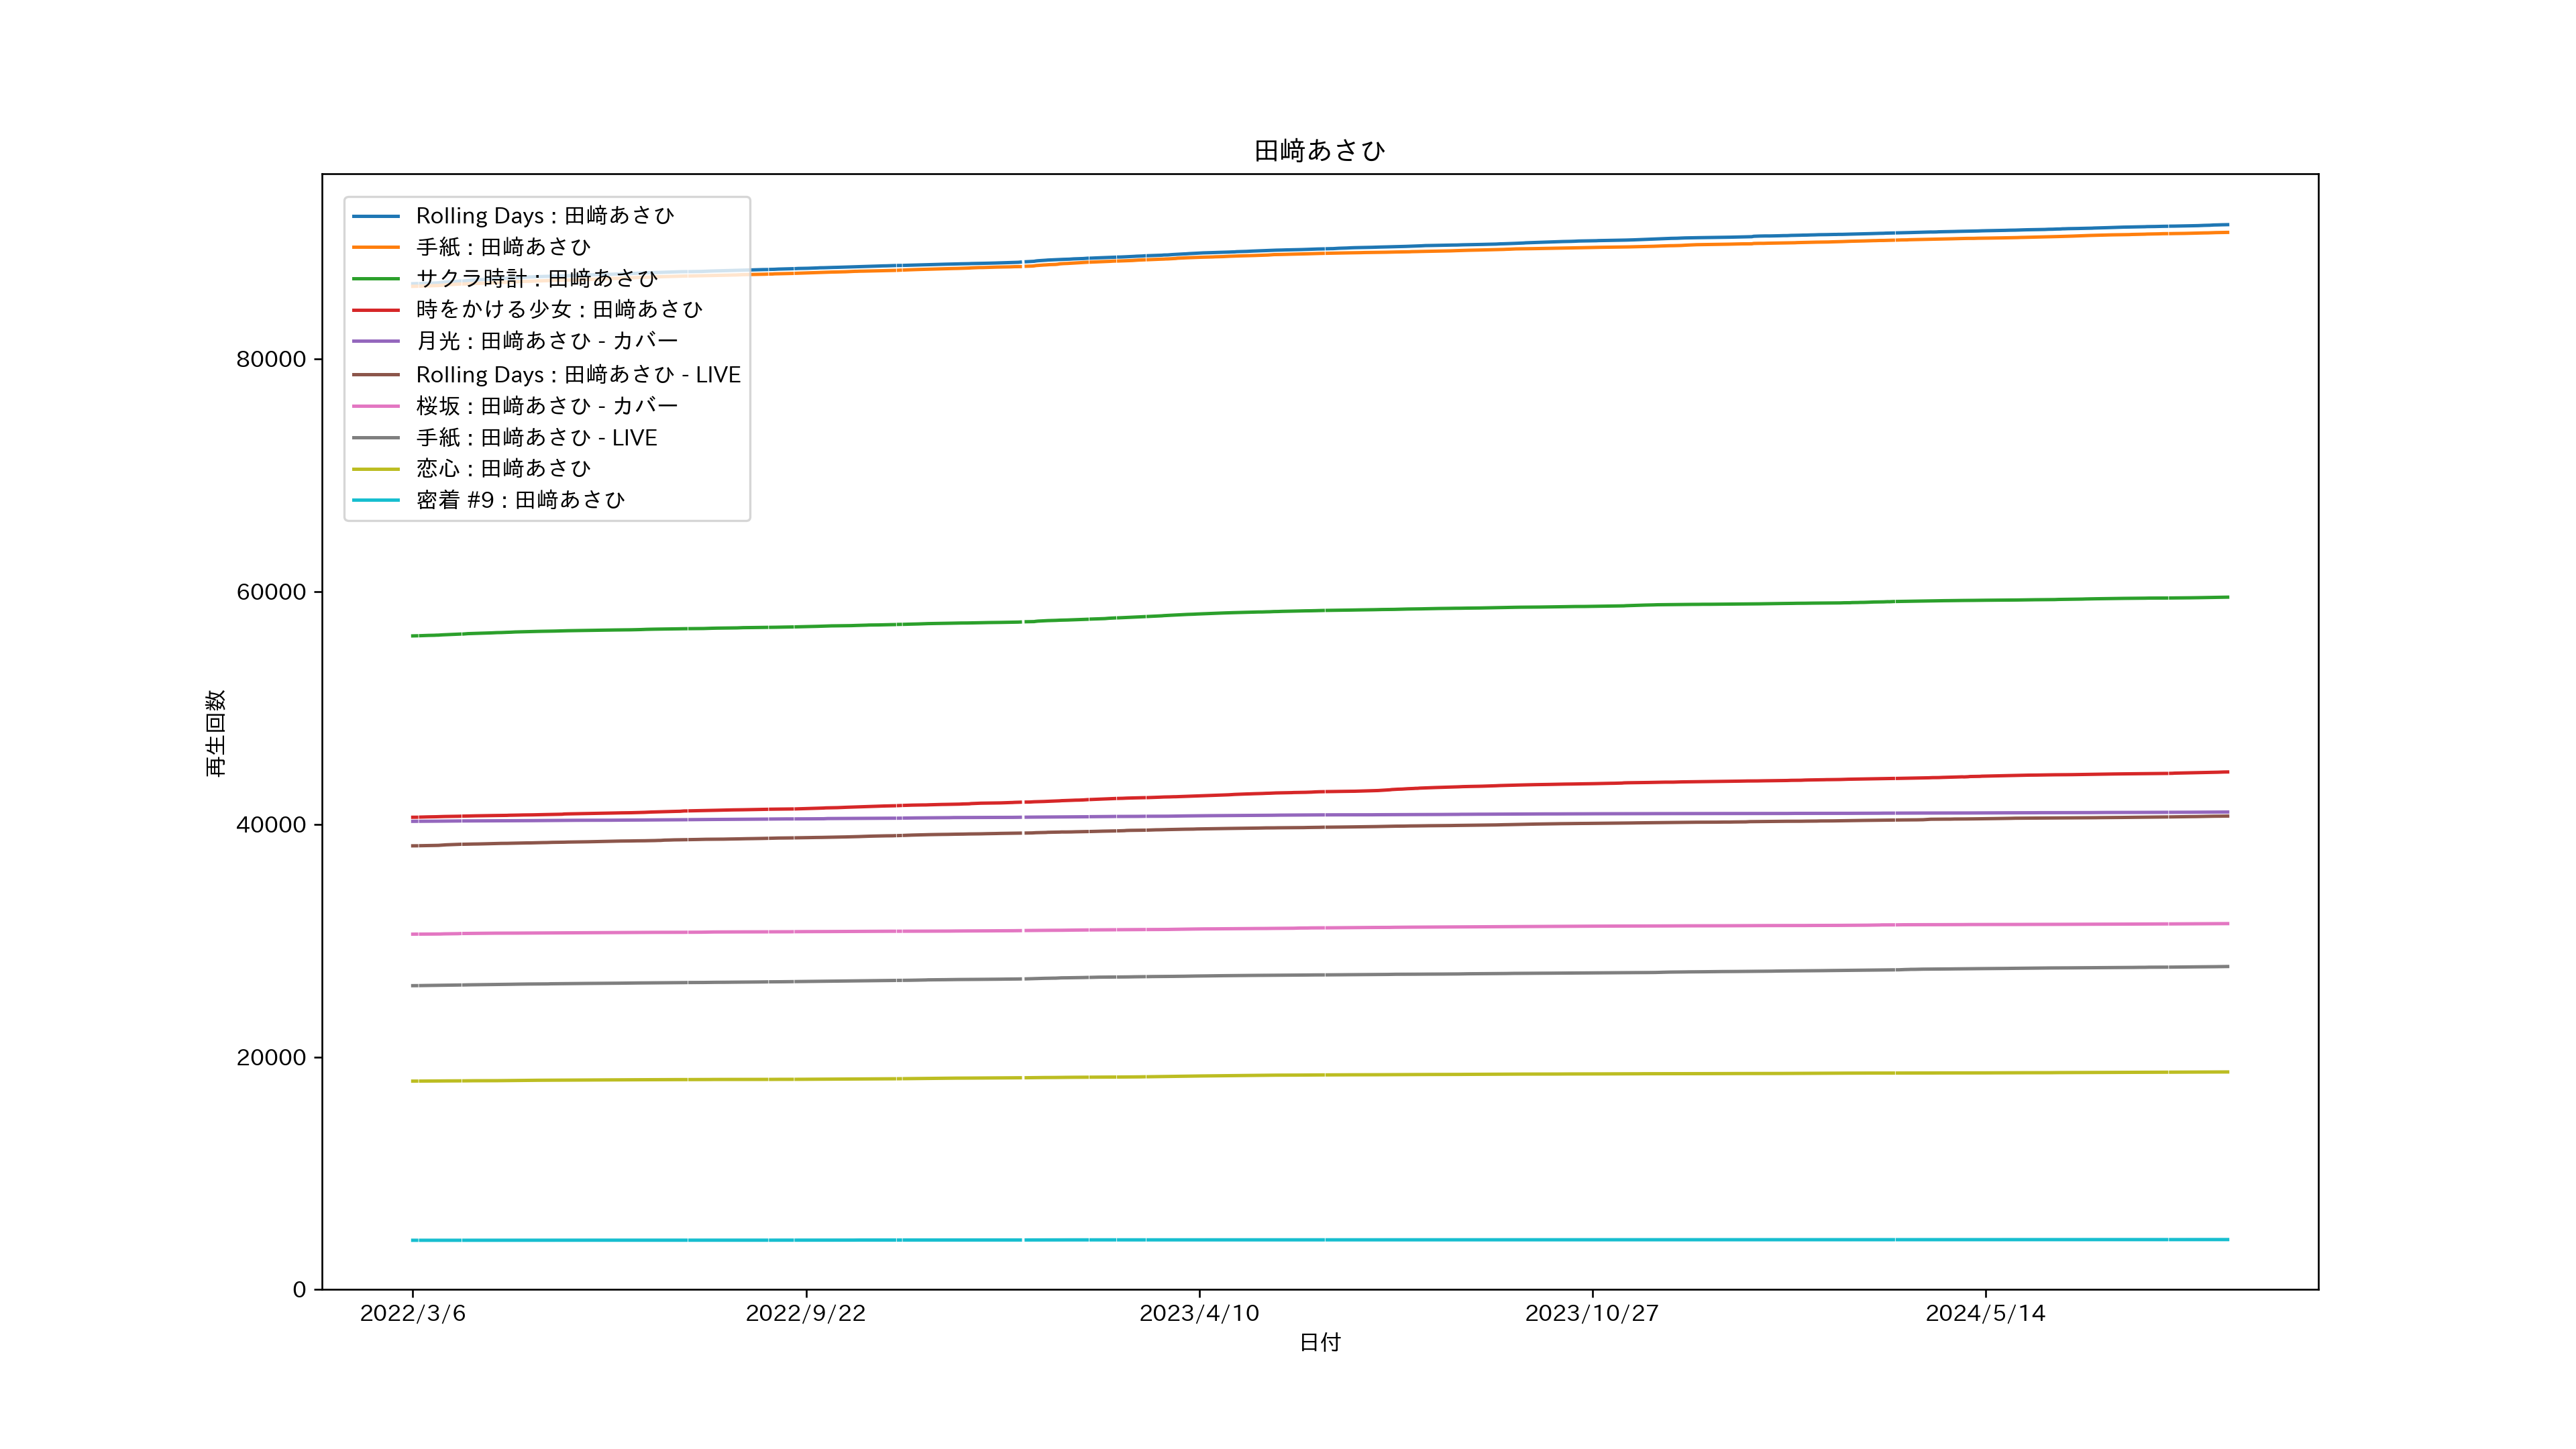 田﨑あさひ
Rolling Days : 田﨑あさひ
手紙 : 田﨑あさひ
サクラ時計 : 田﨑あさひ
時をかける少女 : 田﨑あさひ
月光 : 田﨑あさひ - カバー
Rolling Days : 田﨑あさひ - LIVE
桜坂 : 田﨑あさひ - カバー
手紙 : 田﨑あさひ - LIVE
恋心 : 田﨑あさひ
密着 #9 : 田﨑あさひ
80000
60000
40000
20000
0
再生回数
2022/3/6
2022/9/22
2023/4/10
2023/10/27
2024/5/14
日付